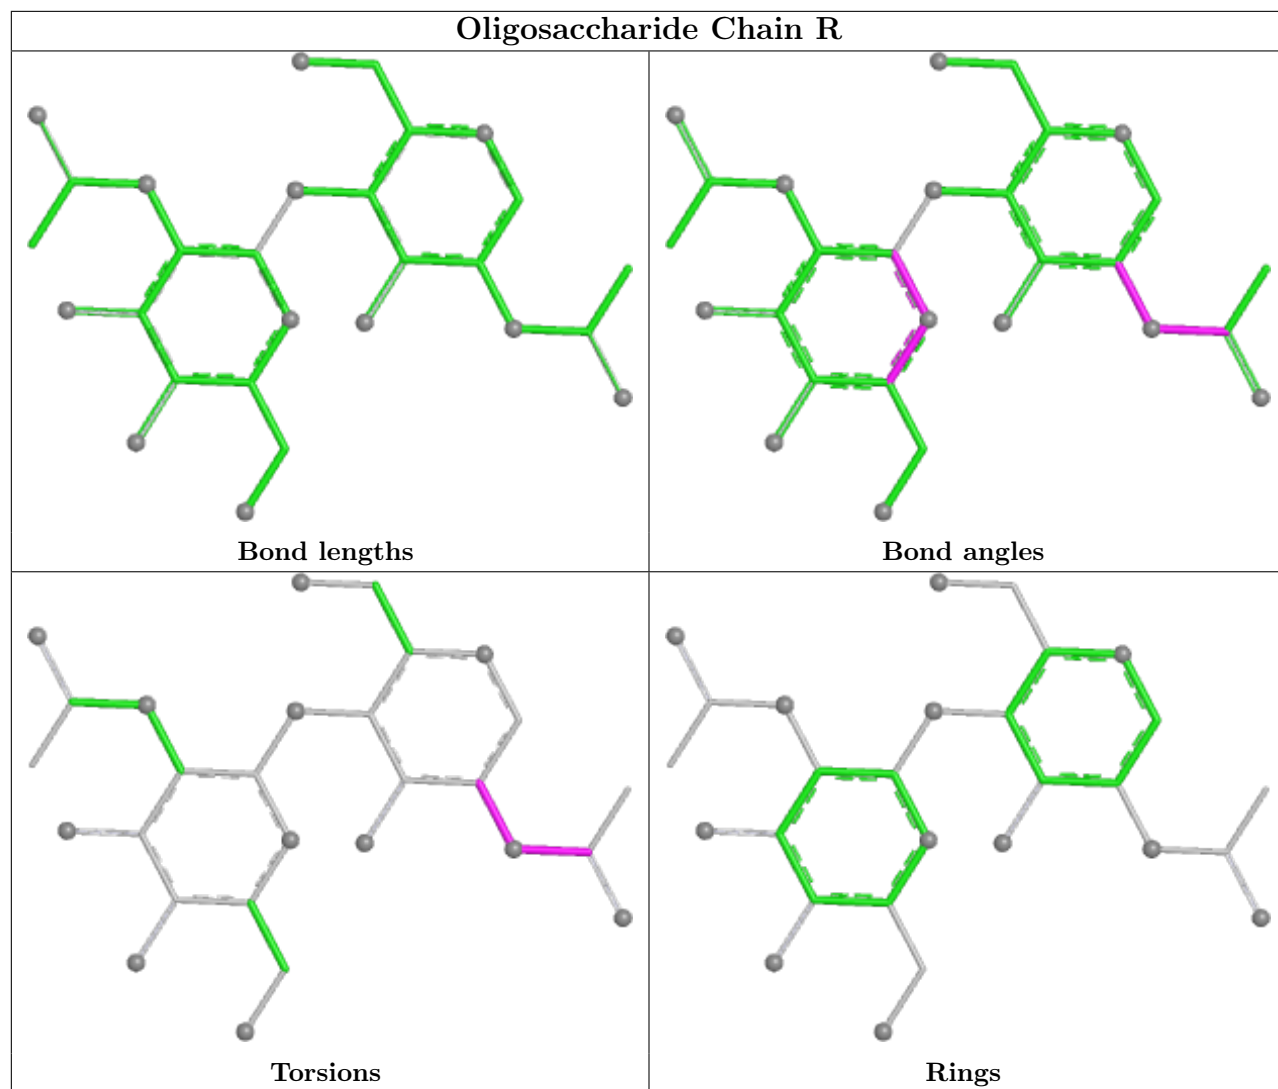 Oligosaccharide Chain R
Bond lengths
Bond angles
Torsions
Rings